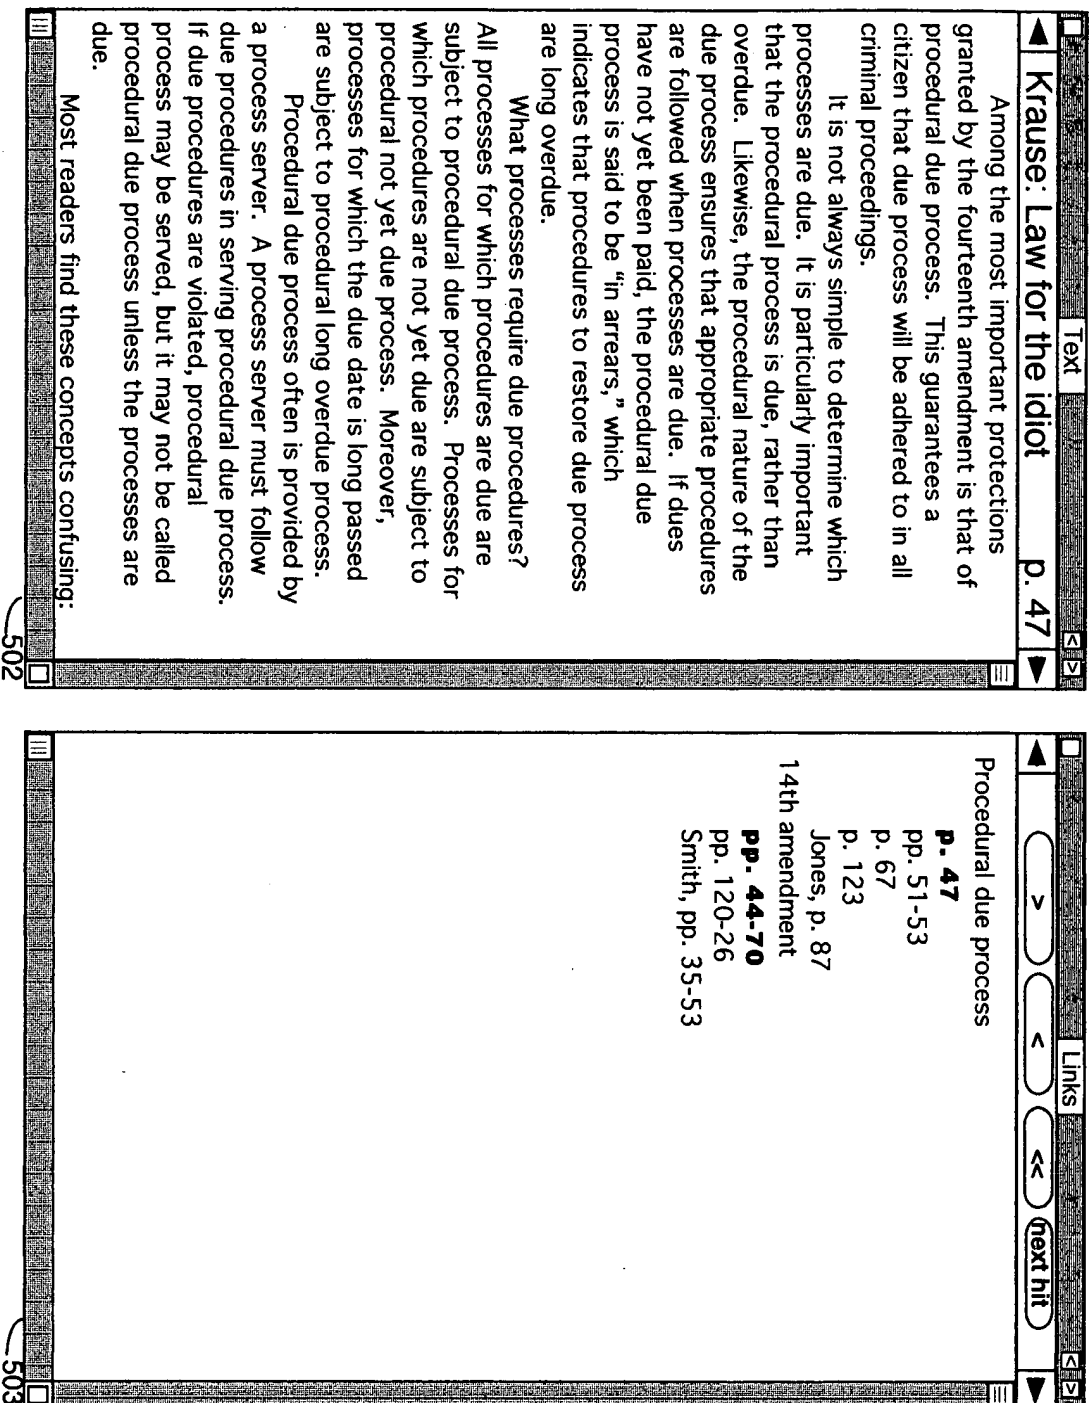 Text
< >
Krause: Law for the idiot p. 47
Among the most important protections
granted by the fourteenth amendment is that of
procedural due process. This guarantees a
citizen that due process will be adhered to in all
criminal proceedings.
It is not always simple to determine which
processes are due. It is particularly important
that the procedural process is due, rather than
overdue. Likewise, the procedural nature of the
due process ensures that appropriate procedures
are followed when processes are due. If dues
have not yet been paid, the procedural due
process is said to be "in arrears," which
indicates that procedures to restore due process
are long overdue.
What processes require due procedures?
All processes for which procedures are due are
subject to procedural due process. Processes for
which procedures are not yet due are subject to
procedural not yet due process. Moreover,
processes for which the due date is long passed
are subject to procedural long overdue process.
Procedural due process often is provided by
a process server. A process server must follow
due procedures in serving procedural due process.
If due procedures are violated, procedural
process may be served, but it may not be called
procedural due process unless the processes are
due.
Most readers find these concepts confusing:
502
Links
< >
> < << next hit
Procedural due process
p. 47
pp. 51-53
p. 67
p. 123
Jones, p. 87
14th amendment
pp. 44-70
pp. 120-26
Smith, pp. 35-53
503